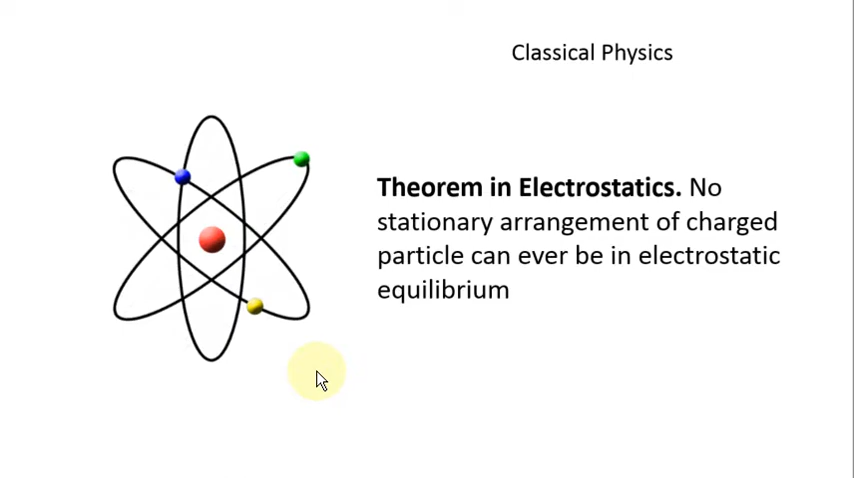 Classical Physics
Theorem in Electrostatics. No
stationary arrangement of charged
particle can ever be in electrostatic
equilibrium